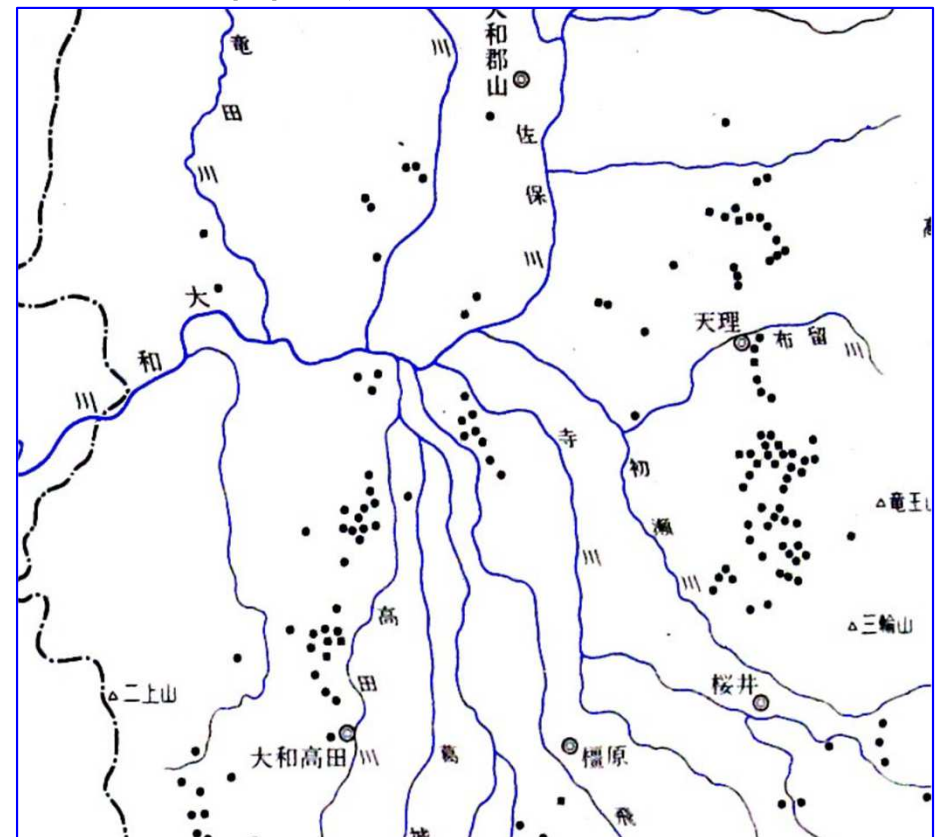 竜田川
川
大和郡山
佐保川
大和川
天理
布留川
寺川
初瀬川
竜王山
三輪山
二上山
高田川
桜井
大和高田
橿原
葛城
飛